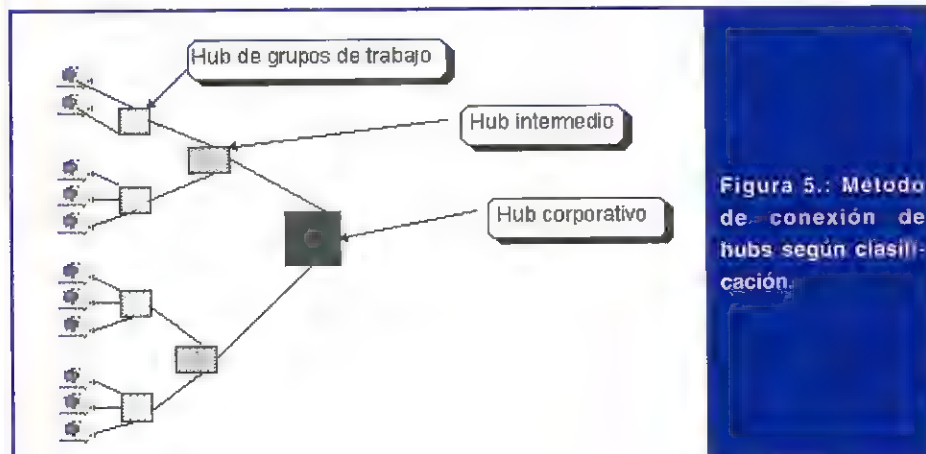 Hub de grupos de trabajo
Hub intermedio
Hub corporativo
Figura 5.: Método
de conexión de
hubs según clasifi-
cación.